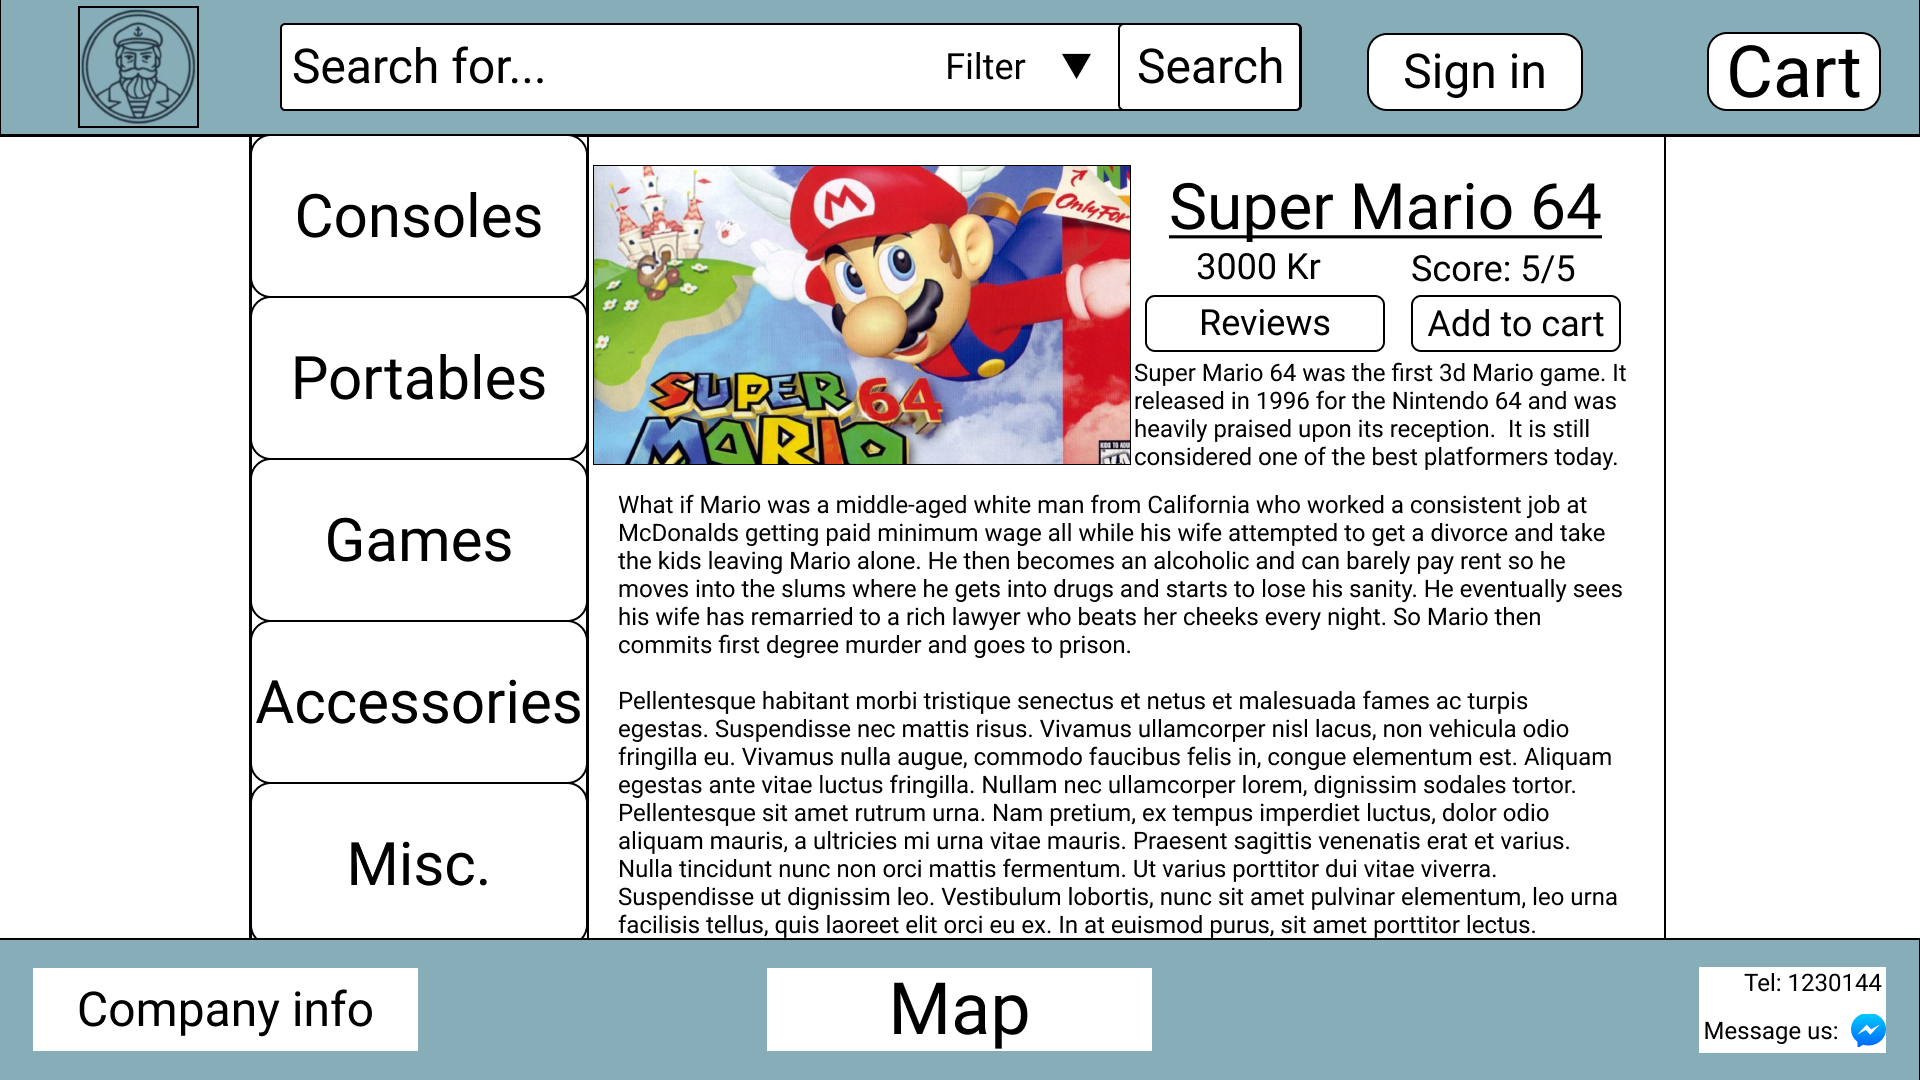 Search for...
Filter
Search
Sign in
Cart
Consoles
Portables
Games
Accessories
Misc.
M
Only For
SUPER
64
MARIO
Super Mario 64
3000 Kr
Score: 5/5
Reviews
Add to cart
Super Mario 64 was the first 3d Mario game. It
released in 1996 for the Nintendo 64 and was
heavily praised upon its reception.  It is still
considered one of the best platformers today.
What if Mario was a middle-aged white man from California who worked a consistent job at
McDonalds getting paid minimum wage all while his wife attempted to get a divorce and take
the kids leaving Mario alone. He then becomes an alcoholic and can barely pay rent so he
moves into the slums where he gets into drugs and starts to lose his sanity. He eventually sees
his wife has remarried to a rich lawyer who beats her cheeks every night. So Mario then
commits first degree murder and goes to prison.
Pellentesque habitant morbi tristique senectus et netus et malesuada fames ac turpis
egestas. Suspendisse nec mattis risus. Vivamus ullamcorper nisl lacus, non vehicula odio
fringilla eu. Vivamus nulla augue, commodo faucibus felis in, congue elementum est. Aliquam
egestas ante vitae luctus fringilla. Nullam nec ullamcorper lorem, dignissim sodales tortor.
Pellentesque sit amet rutrum urna. Nam pretium, ex tempus imperdiet luctus, dolor odio
aliquam mauris, a ultricies mi urna vitae mauris. Praesent sagittis venenatis erat et varius.
Nulla tincidunt nunc non orci mattis fermentum. Ut varius porttitor dui vitae viverra.
Suspendisse ut dignissim leo. Vestibulum lobortis, nunc sit amet pulvinar elementum, leo urna
facilisis tellus, quis laoreet elit orci eu ex. In at euismod purus, sit amet porttitor lectus.
Company info
Map
Tel: 1230144
Message us: